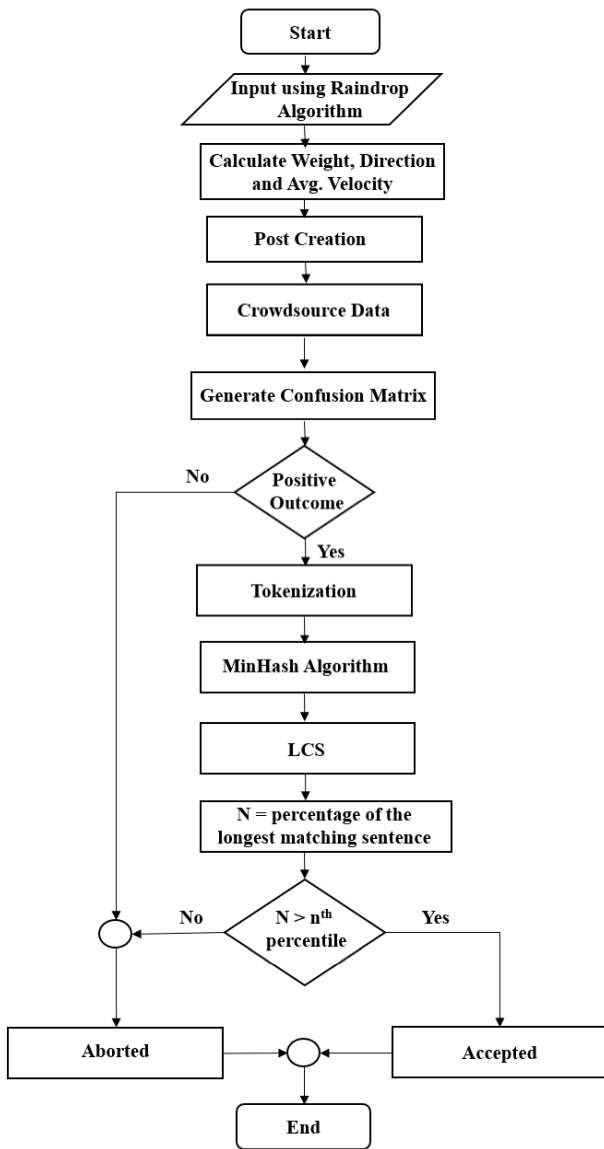 Start
Input using Raindrop
Algorithm
Calculate Weight, Direction
and Avg. Velocity
Post Creation
Crowdsource Data
Generate Confusion Matrix
No
Positive
Outcome
Yes
Tokenization
MinHash Algorithm
LCS
N = percentage of the
longest matching sentence
No
N > nth
percentile
Yes
Aborted
Accepted
End